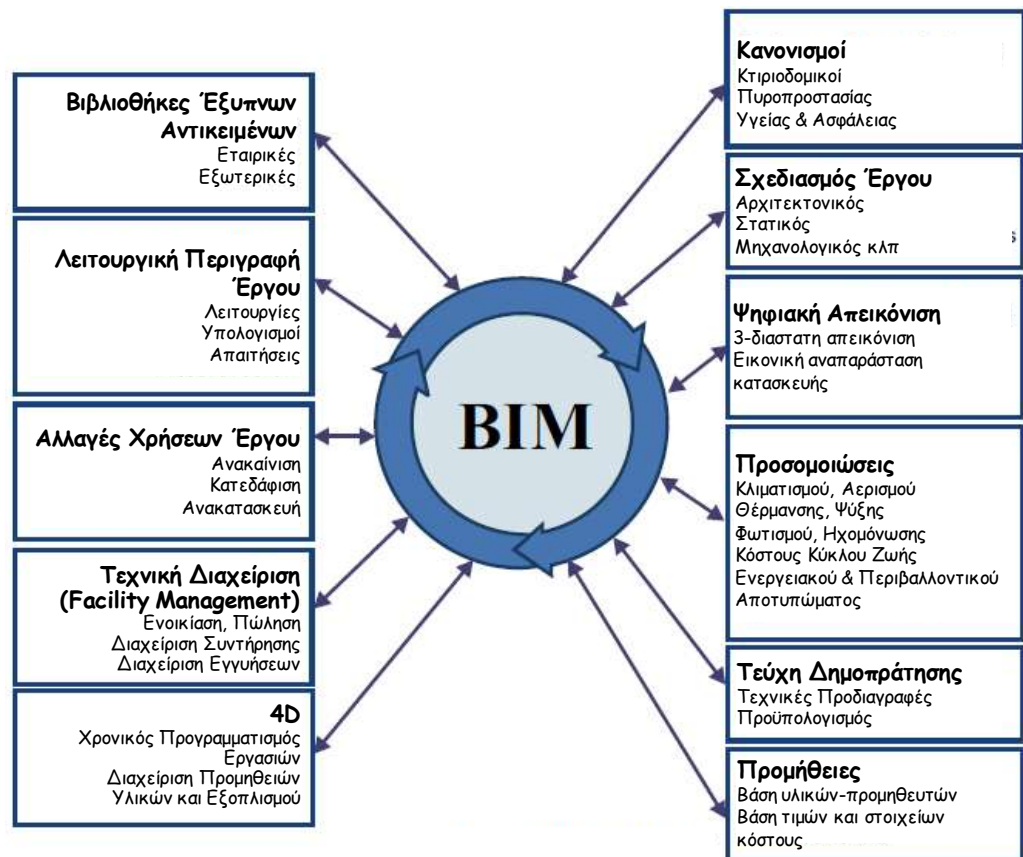 Βιβλιοθήκες Έξυπνων
Αντικειμένων
Εταιρικές
Εξωτερικές
Λειτουργική Περιγραφή
Έργου
Λειτουργίες
Υπολογισμοί
Απαιτήσεις
Αλλαγές Χρήσεων Έργου
Ανακαίνιση
Κατεδάφιση
Ανακατασκευή
Τεχνική Διαχείριση
(Facility Management)
Ενοικίαση, Πώληση
Διαχείριση Συντήρησης
Διαχείριση Εγγυήσεων
4D
Χρονικός Προγραμματισμός
Εργασιών
Διαχείριση Προμηθειών
Υλικών και Εξοπλισμού
BIM
Κανονισμοί
Κτιριοδομικοί
Πυροπροστασίας
Υγείας & Ασφάλειας
Σχεδιασμός Έργου
Αρχιτεκτονικός
Στατικός
Μηχανολογικός κλπ
Ψηφιακή Απεικόνιση
3-διαστατη απεικόνιση
Εικονική αναπαράσταση
κατασκευής
Προσομοιώσεις
Κλιματισμού, Αερισμού
Θέρμανσης, Ψύξης
Φωτισμού, Ηχομόνωσης
Κόστους Κύκλου Ζωής
Ενεργειακού & Περιβαλλοντικού
Αποτυπώματος
Τεύχη Δημοπράτησης
Τεχνικές Προδιαγραφές
Προϋπολογισμός
Προμήθειες
Βάση υλικών-προμηθευτών
Βάση τιμών και στοιχείων
κόστους